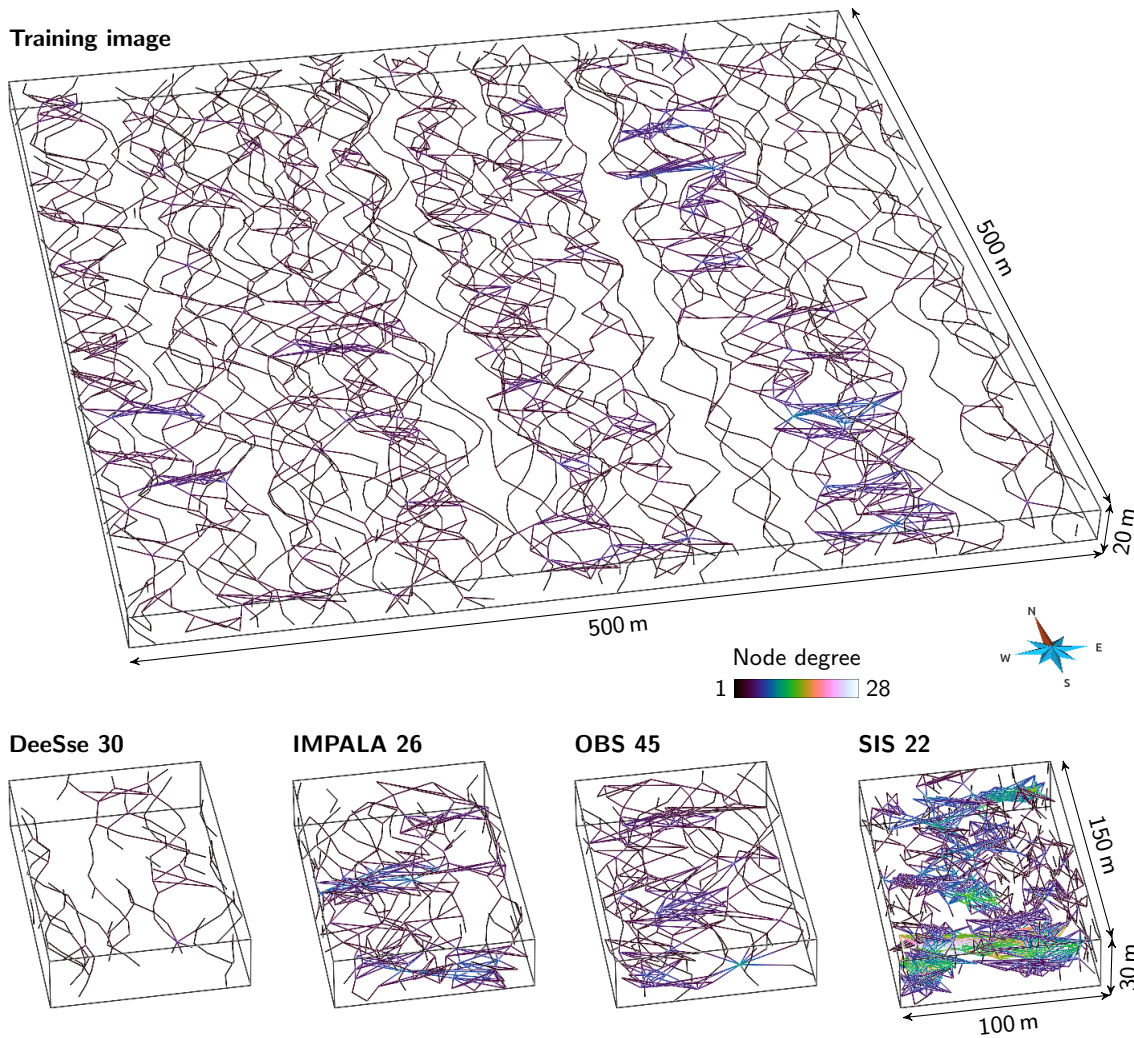 Training image
500 m
20 m
500 m
N
W
E
S
Node degree
1
28
DeeSse 30
IMPALA 26
OBS 45
SIS 22
150 m
30 m
100 m